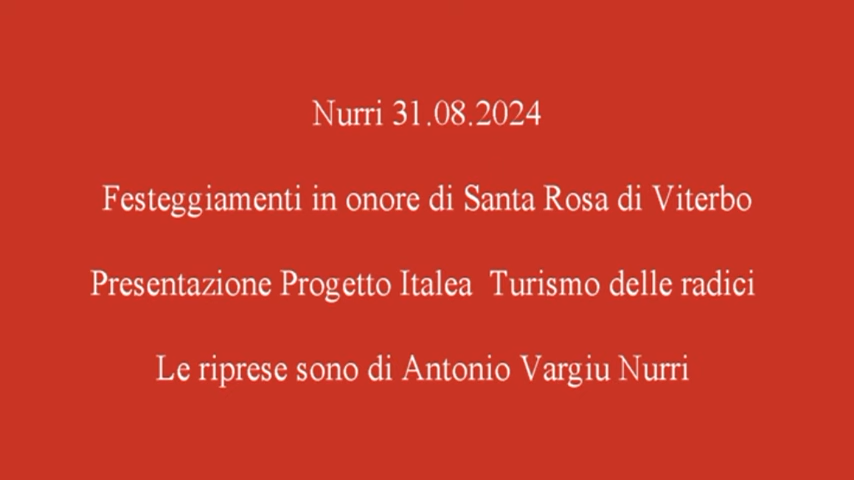 Nurri 31.08.2024
Festeggiamenti in onore di Santa Rosa di Viterbo
Presentazione Progetto Italea Turismo delle radici
Le riprese sono di Antonio Vargiu Nurri